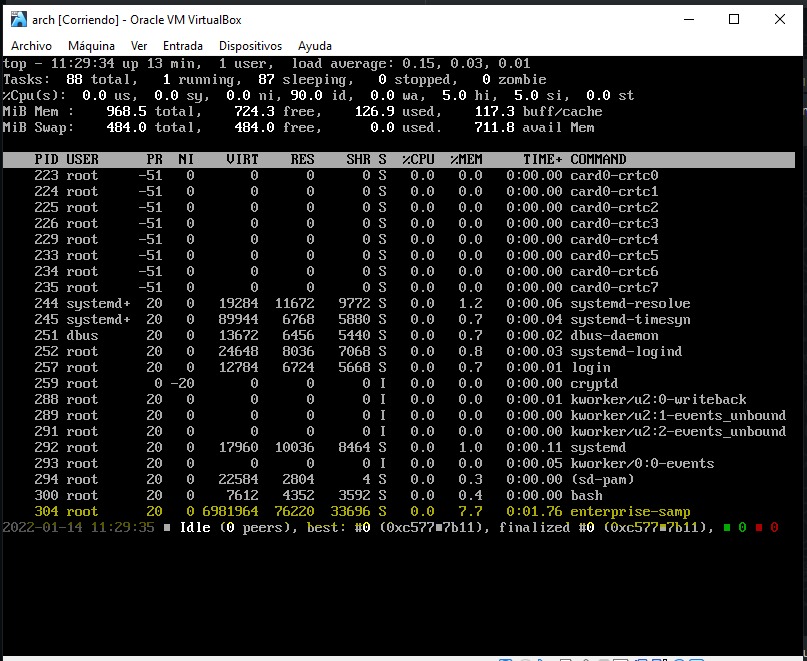 arch [Corriendo] - Oracle VM VirtualBox
Archivo Máquina Ver Entrada Dispositivos Ayuda
top - 11:29:34 up 13 min, 1 user, load average: 0.15, 0.03, 0.01
Tasks: 88 total, 1 running, 87 sleeping, 0 stopped, 0 zombie
%Cpu(s): 0.0 us, 0.0 sy, 0.0 ni, 90.0 id, 0.0 wa, 5.0 hi, 5.0 si, 0.0 st
MiB Mem : 968.5 total, 724.3 free, 126.9 used, 117.3 buff/cache
MiB Swap: 484.0 total, 484.0 free, 0.0 used. 711.8 avail Mem
PID USER PR NI VIRT RES SHR S %CPU %MEM TIME+ COMMAND
223 root -51 0 0 0 0 S 0.0 0.0 0:00.00 card0-crtc0
224 root -51 0 0 0 0 S 0.0 0.0 0:00.00 card0-crtc1
225 root -51 0 0 0 0 S 0.0 0.0 0:00.00 card0-crtc2
226 root -51 0 0 0 0 S 0.0 0.0 0:00.00 card0-crtc3
229 root -51 0 0 0 0 S 0.0 0.0 0:00.00 card0-crtc4
233 root -51 0 0 0 0 S 0.0 0.0 0:00.00 card0-crtc5
234 root -51 0 0 0 0 S 0.0 0.0 0:00.00 card0-crtc6
235 root -51 0 0 0 0 S 0.0 0.0 0:00.00 card0-crtc7
244 systemd+ 20 0 19284 11672 9772 S 0.0 1.2 0:00.06 systemd-resolve
245 systemd+ 20 0 89944 6768 5880 S 0.0 0.7 0:00.04 systemd-timesyn
251 dbus 20 0 13672 6456 5440 S 0.0 0.7 0:00.02 dbus-daemon
252 root 20 0 24648 8036 7068 S 0.0 0.8 0:00.03 systemd-logind
257 root 20 0 12784 6724 5668 S 0.0 0.7 0:00.01 login
259 root 0 -20 0 0 0 I 0.0 0.0 0:00.00 cryptd
288 root 20 0 0 0 0 I 0.0 0.0 0:00.01 kworker/u2:0-writeback
289 root 20 0 0 0 0 I 0.0 0.0 0:00.00 kworker/u2:1-events_unbound
291 root 20 0 0 0 0 I 0.0 0.0 0:00.00 kworker/u2:2-events_unbound
292 root 20 0 17960 10036 8464 S 0.0 1.0 0:00.11 systemd
293 root 20 0 0 0 0 I 0.0 0.0 0:00.05 kworker/0:0-events
294 root 20 0 22584 2804 4 S 0.0 0.3 0:00.00 (sd-pam)
300 root 20 0 7612 4352 3592 S 0.0 0.4 0:00.00 bash
304 root 20 0 6981964 76220 33696 S 0.0 7.7 0:01.76 enterprise-samp
2022-01-14 11:29:35 ■ Idle (0 peers), best: #0 (0xc577■7b11), finalized #0 (0xc577■7b11), ■ 0 ■ 0